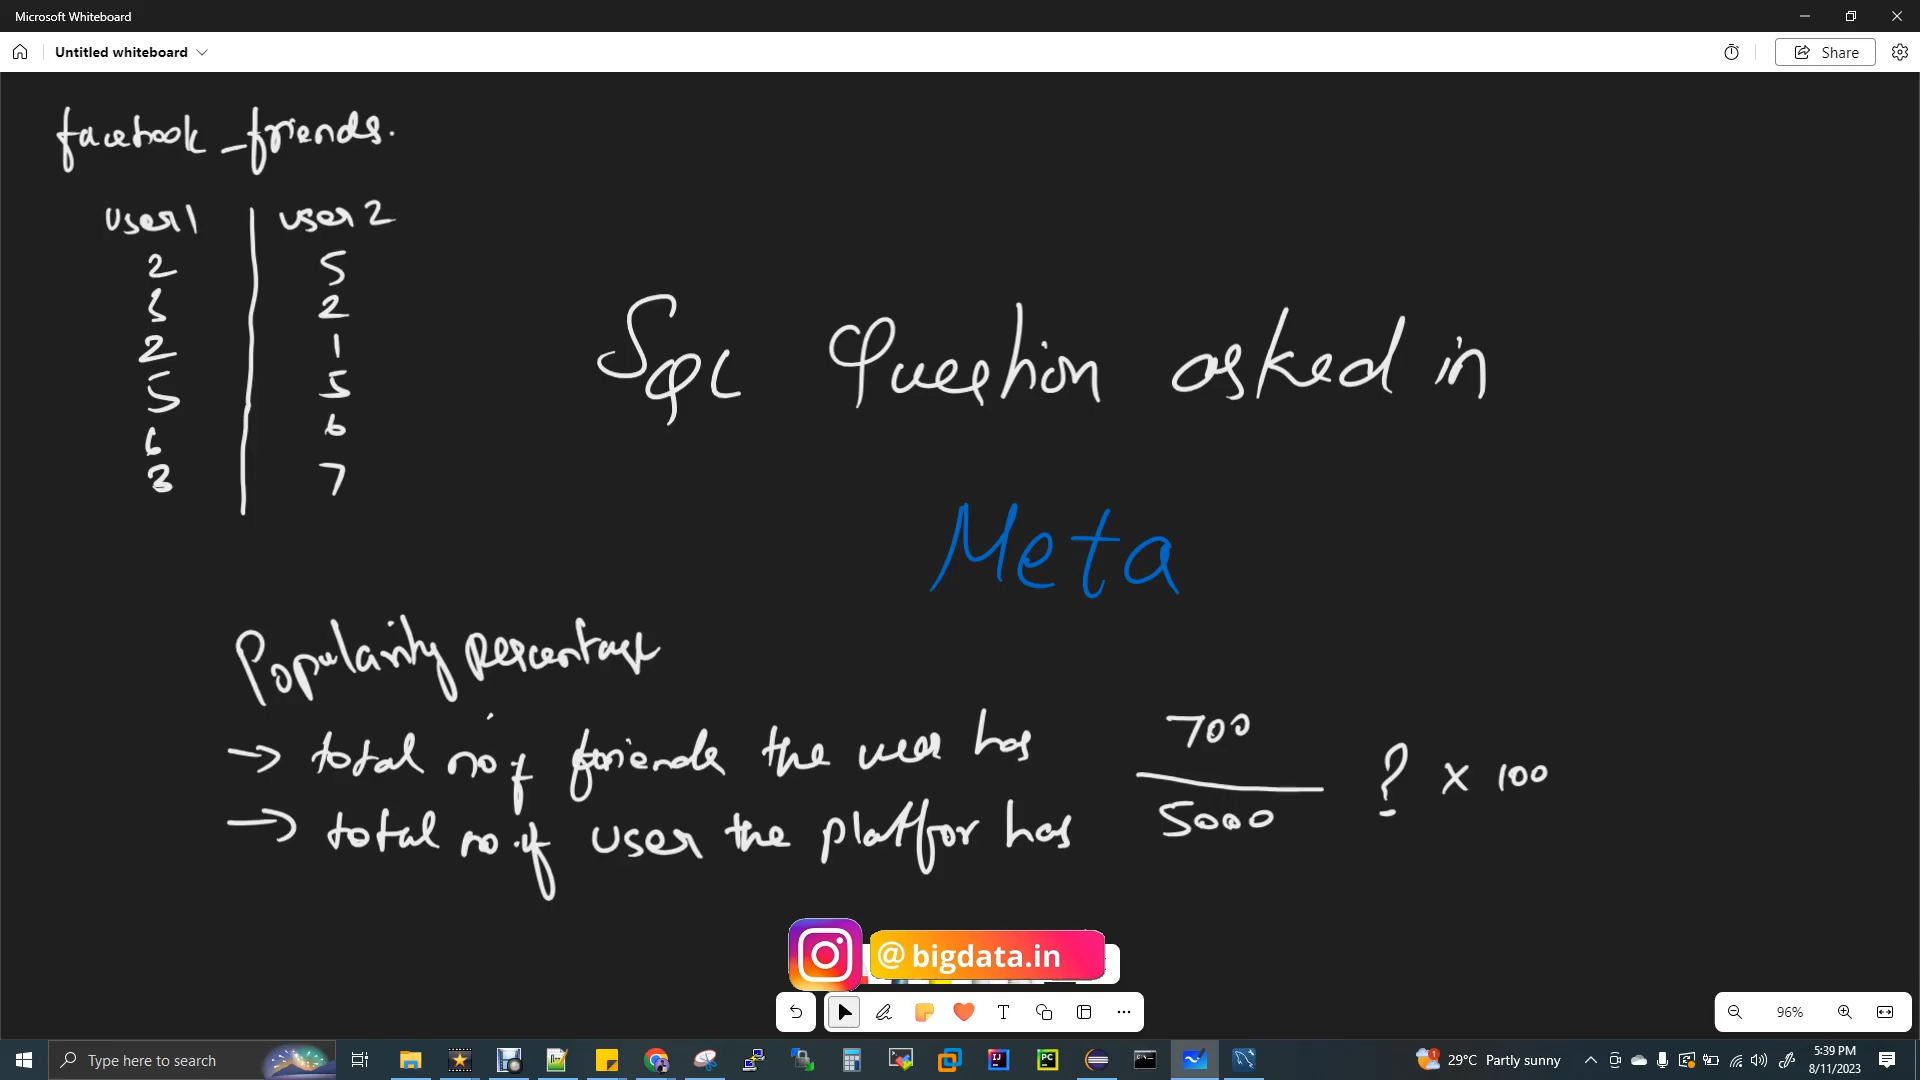 Microsoft Whiteboard
Untitled whiteboard
Share
facebook_friends.
user1 user2
2 5
3 2
2 1
5 5
6 6
3 7
SQL Question asked in
Meta
Popularity percentage
→ total no of friends the user has
→ total no. of user the platfor has
700
5000
? x 100
@ bigdata.in
T
96%
Type here to search
29°C Partly sunny
5:39 PM
8/11/2023